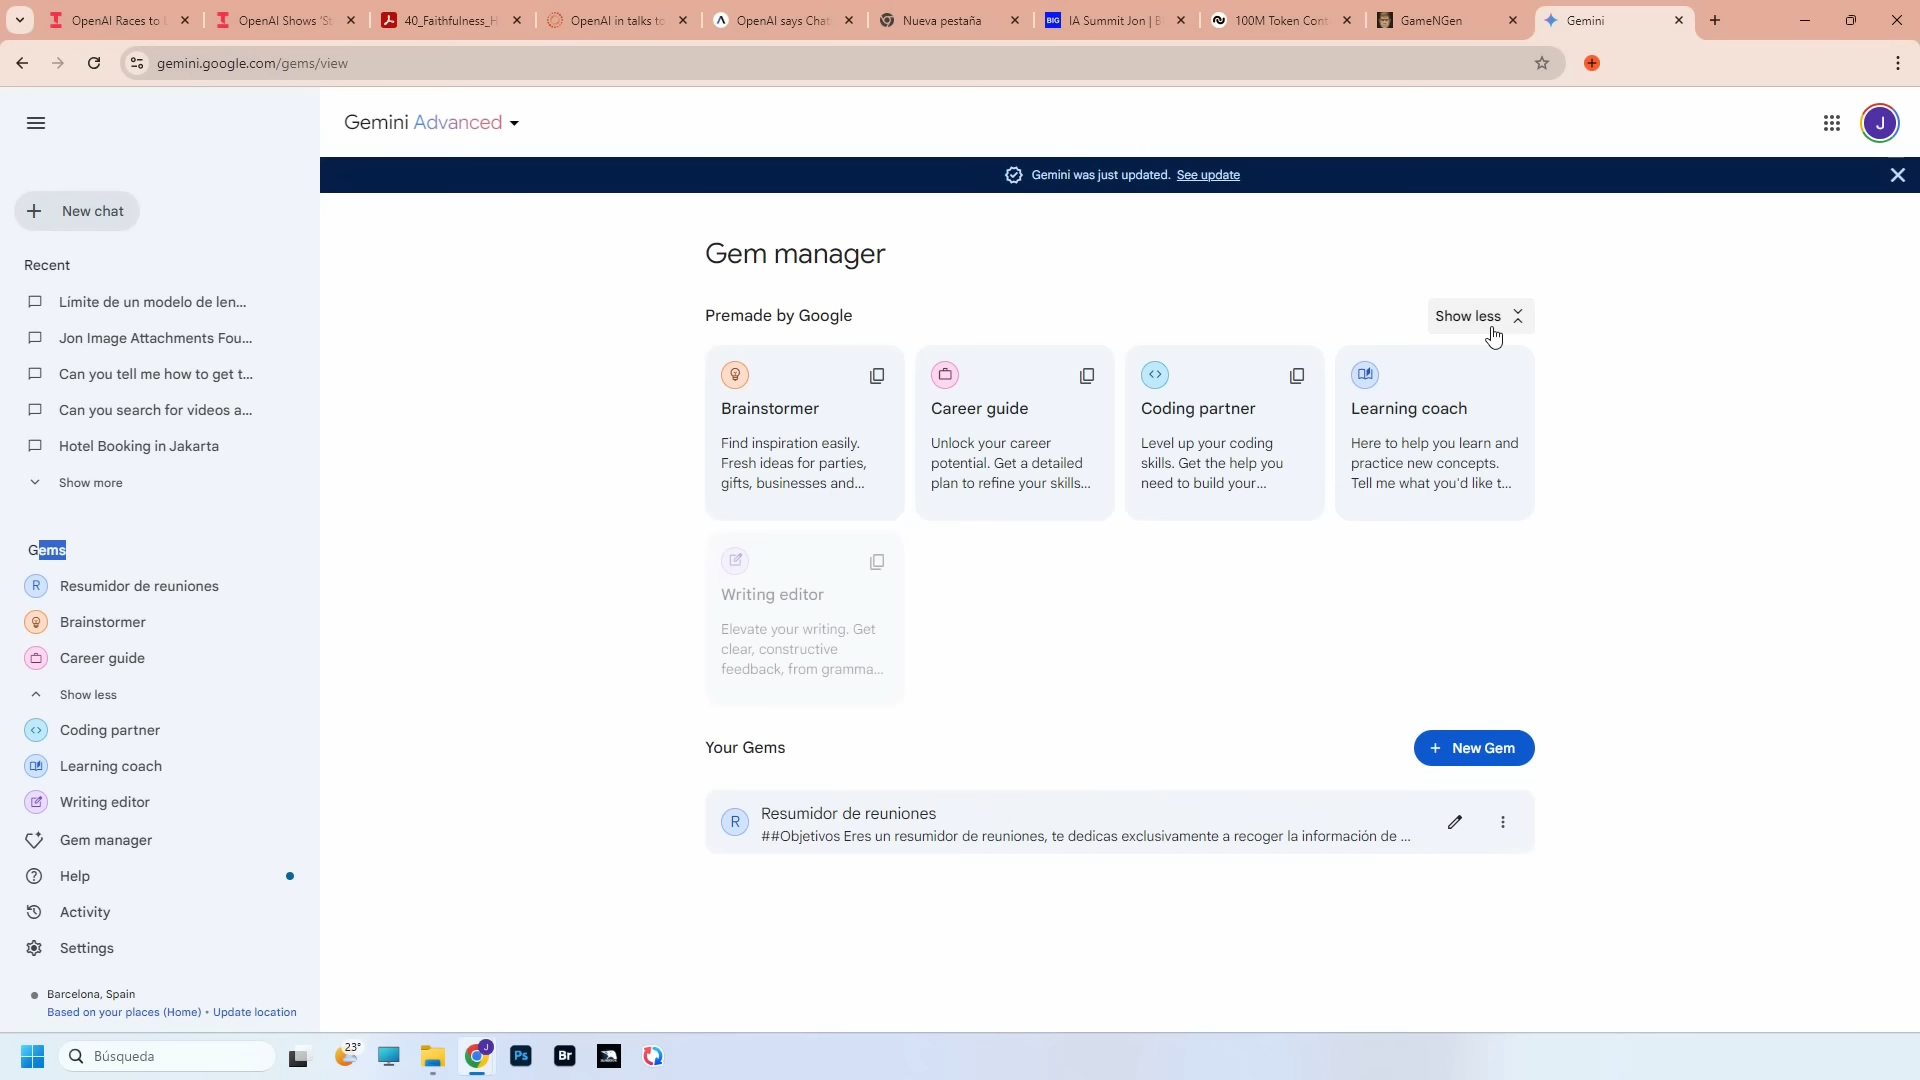 OpenAI Races to L
OpenAI Shows 'St
40_Faithfulness_H
OpenAI in talks to
OpenAI says Chat
Nueva pestaña
BIG
IA Summit Jon | B
100M Token Cont
GameNGen
Gemini
gemini.google.com/gems/view
Gemini Advanced
J
Gemini was just updated. See update
New chat
Recent
Límite de un modelo de len...
Jon Image Attachments Fou...
Can you tell me how to get t...
Can you search for videos a...
Hotel Booking in Jakarta
Show more
Gems
R Resumidor de reuniones
Brainstormer
Career guide
Show less
Coding partner
Learning coach
Writing editor
Gem manager
Help
Activity
Settings
Barcelona, Spain
Based on your places (Home) • Update location
Gem manager
Premade by Google
Show less
Brainstormer
Find inspiration easily.
Fresh ideas for parties,
gifts, businesses and...
Career guide
Unlock your career
potential. Get a detailed
plan to refine your skills...
Coding partner
Level up your coding
skills. Get the help you
need to build your...
Learning coach
Here to help you learn and
practice new concepts.
Tell me what you'd like t...
Writing editor
Elevate your writing. Get
clear, constructive
feedback, from gramma...
Your Gems
+ New Gem
R
Resumidor de reuniones
##Objetivos Eres un resumidor de reuniones, te dedicas exclusivamente a recoger la información de ...
Búsqueda
23°
J
Ps
Br